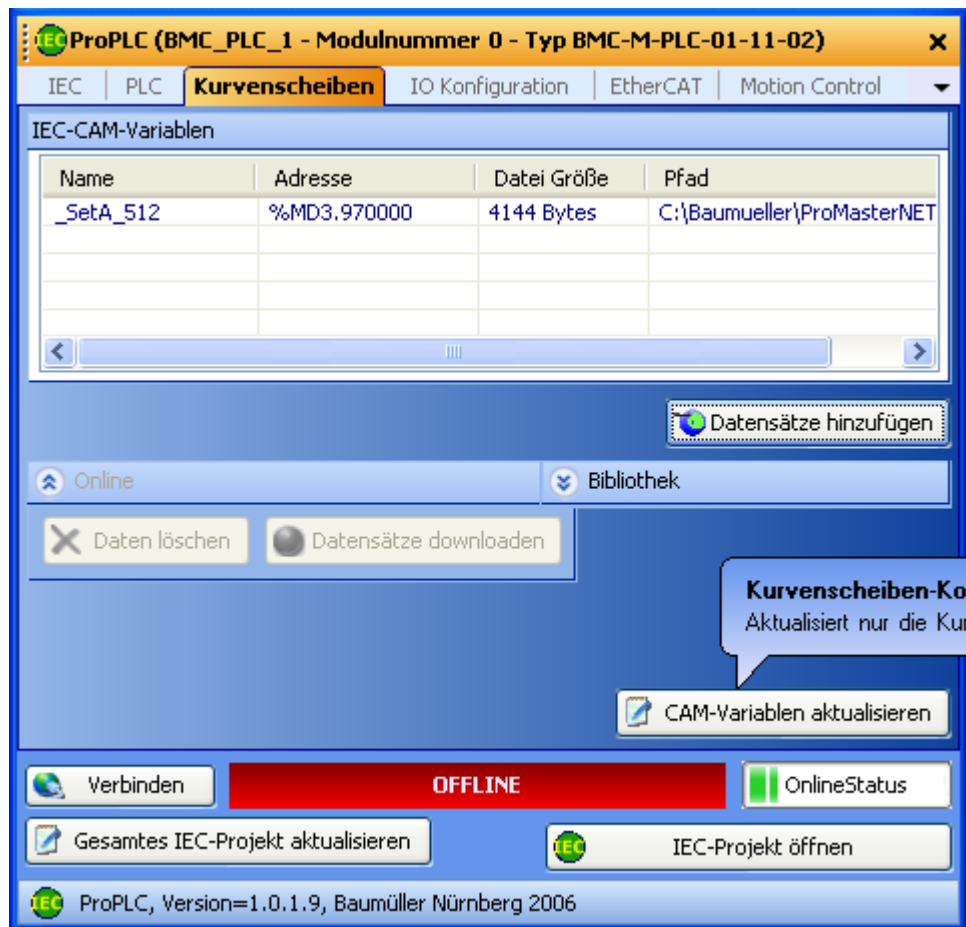 ProPLC (BMC_PLC_1 - Modulnummer 0 - Typ BMC-M-PLC-01-11-02)
IEC PLC Kurvenscheiben IO Konfiguration EtherCAT Motion Control
IEC-CAM-Variablen
Name Adresse Datei Größe Pfad
_SetA_512 %MD3.970000 4144 Bytes C:\Baumueller\ProMasterNET
Datensätze hinzufügen
Online Bibliothek
Daten löschen Datensätze downloaden
Kurvenscheiben-Ko
Aktualisiert nur die Kur
CAM-Variablen aktualisieren
Verbinden OFFLINE OnlineStatus
Gesamtes IEC-Projekt aktualisieren IEC IEC-Projekt öffnen
IEC ProPLC, Version=1.0.1.9, Baumüller Nürnberg 2006